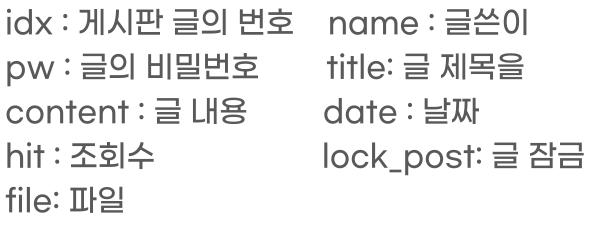 idx : 게시판 글의 번호 name : 글쓴이
pw : 글의 비밀번호 title: 글 제목을
content : 글 내용 date : 날짜
hit : 조회수 lock_post: 글 잠금
file: 파일